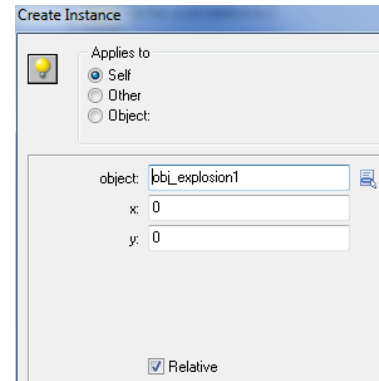 Create Instance
Applies to
Self
Other
Object:
object: obj_explosion1
x: 0
y: 0
Relative